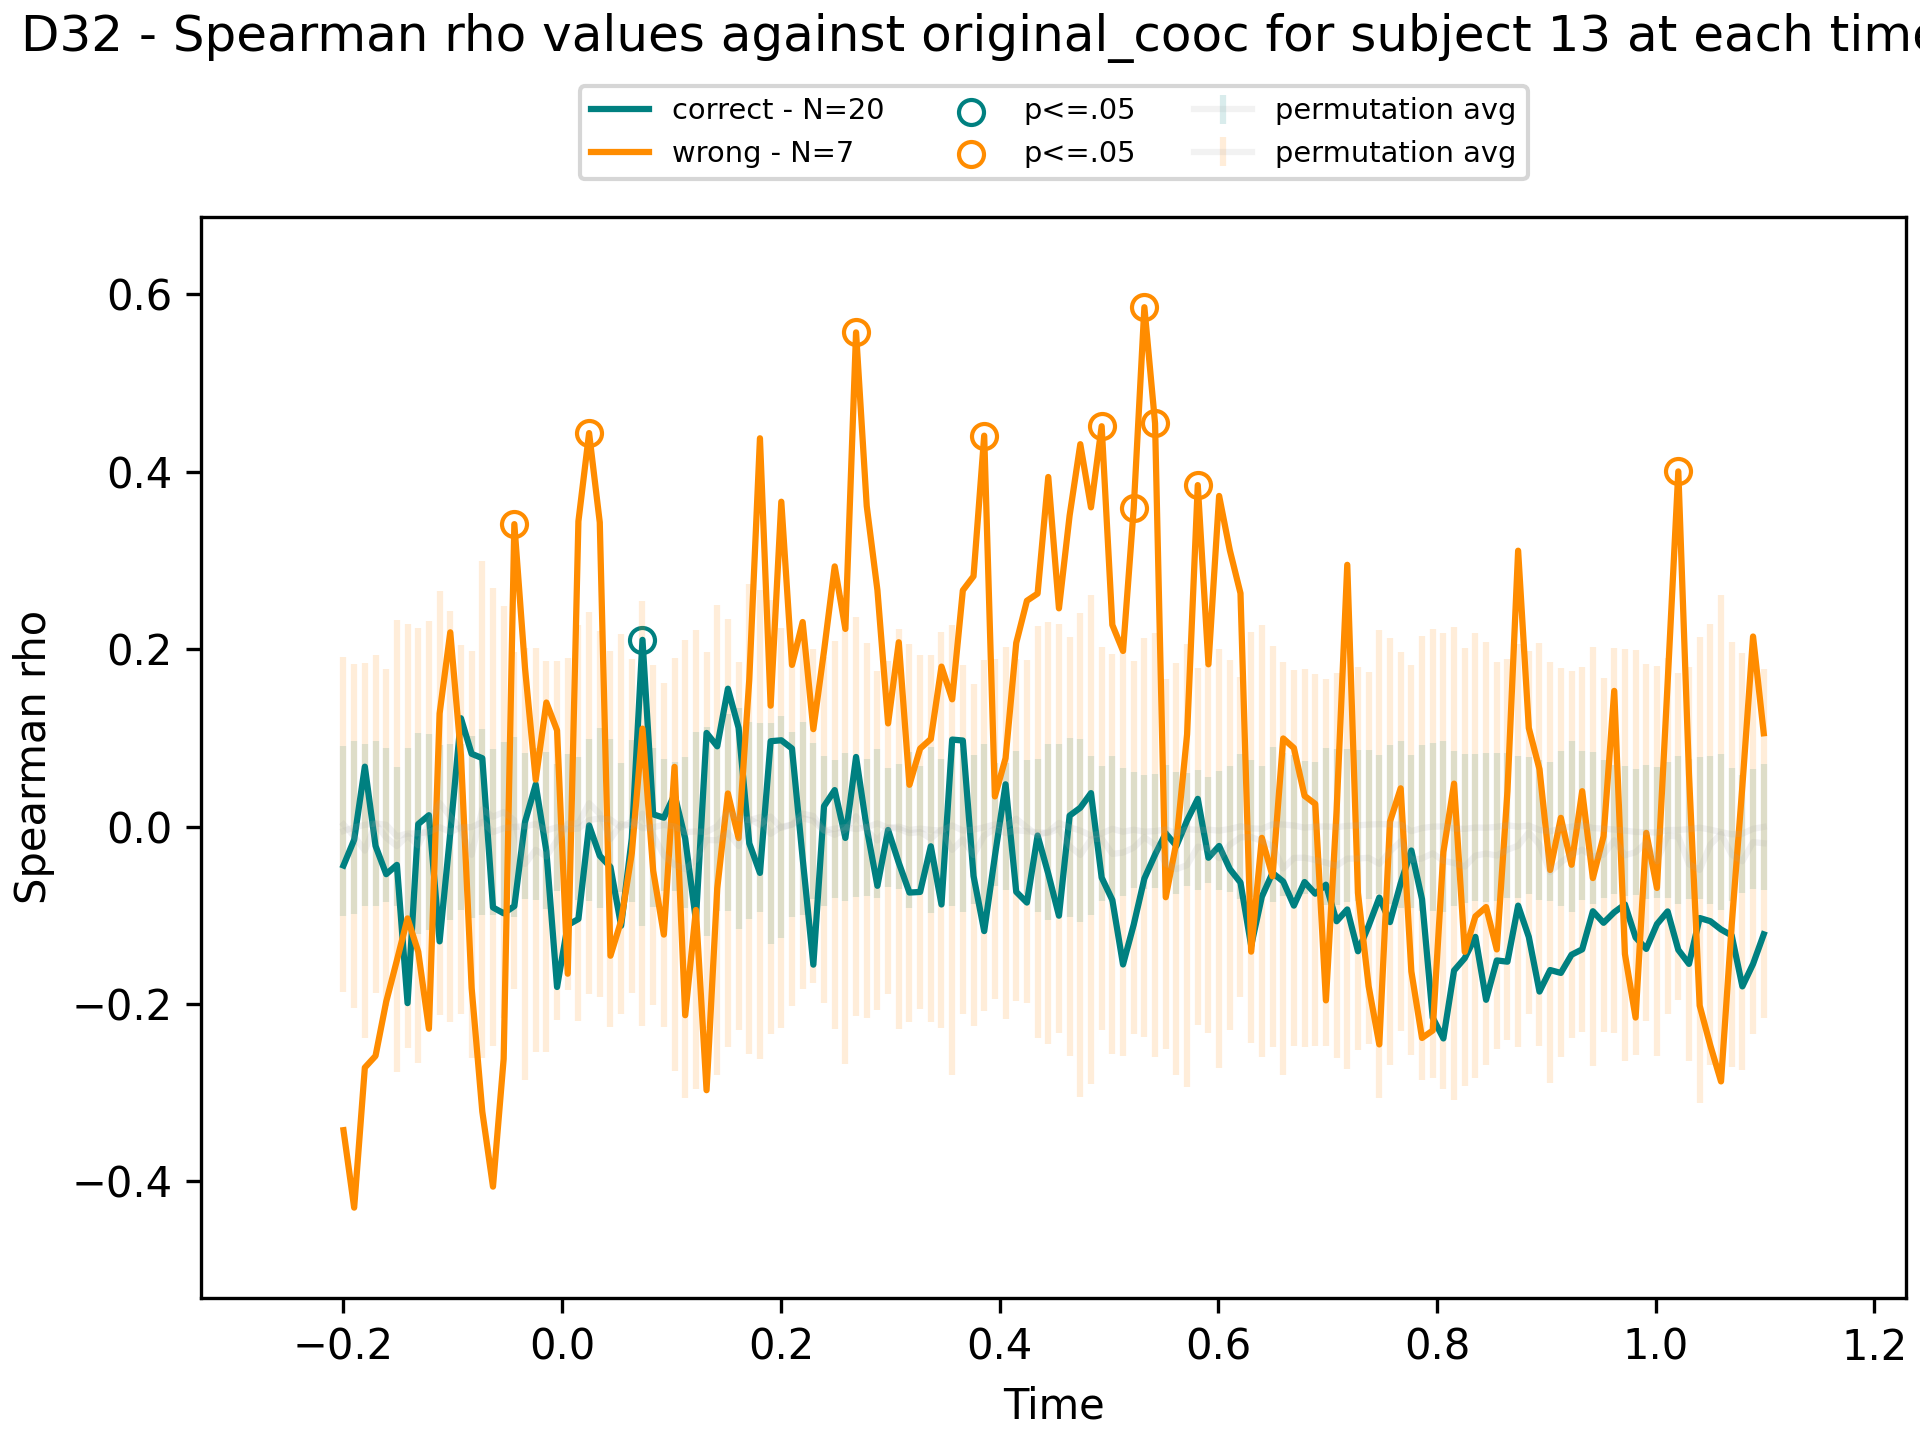 D32 - Spearman rho values against original_cooc for subject 13 at each time
correct - N=20 p<=.05 permutation avg
wrong - N=7 p<=.05 permutation avg
Spearman rho
0.6
0.4
0.2
0.0
−0.2
−0.4
−0.2 0.0 0.2 0.4 0.6 0.8 1.0 1.2
Time